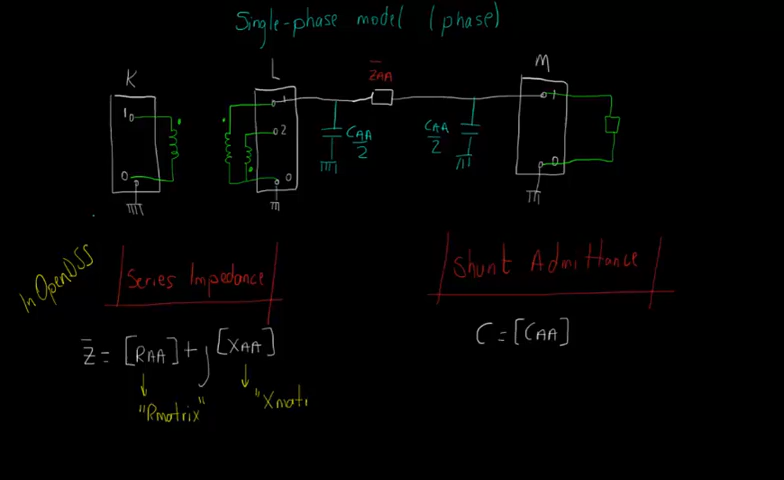 Single-phase model (phase)
K
L
Z̅AA
M
1
0
1
2
0
CAA/2
CAA/2
1
0
In OpenDSS
Series Impedance
Shunt Admittance
Z̅ = [RAA] + j [XAA]
C = [CAA]
"Rmatrix"
"Xmatr